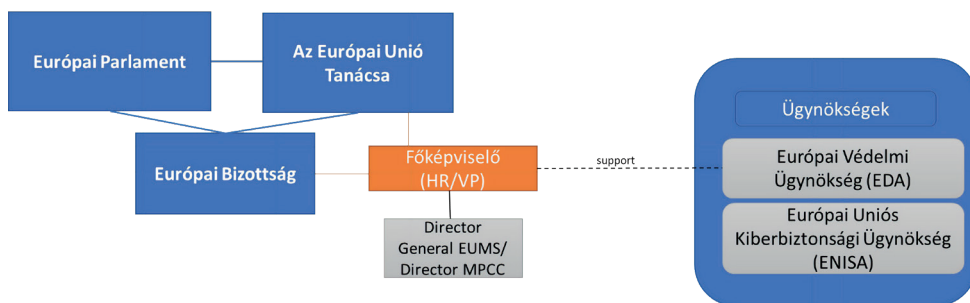 Európai Parlament
Az Európai Unió
Tanácsa
Európai Bizottság
Főképviselő
(HR/VP)
support
Director
General EUMS/
Director MPCC
Ügynökségek
Európai Védelmi
Ügynökség (EDA)
Európai Uniós
Kiberbiztonsági Ügynökség
(ENISA)